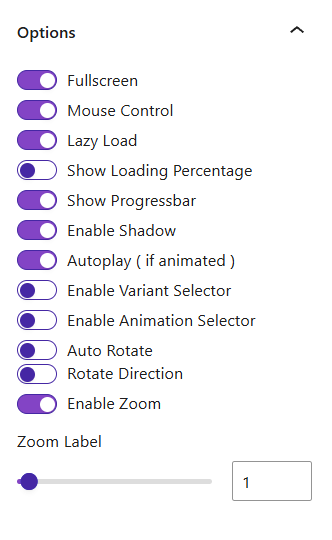 Options
Fullscreen
Mouse Control
Lazy Load
Show Loading Percentage
Show Progressbar
Enable Shadow
Autoplay ( if animated )
Enable Variant Selector
Enable Animation Selector
Auto Rotate
Rotate Direction
Enable Zoom
Zoom Label
1